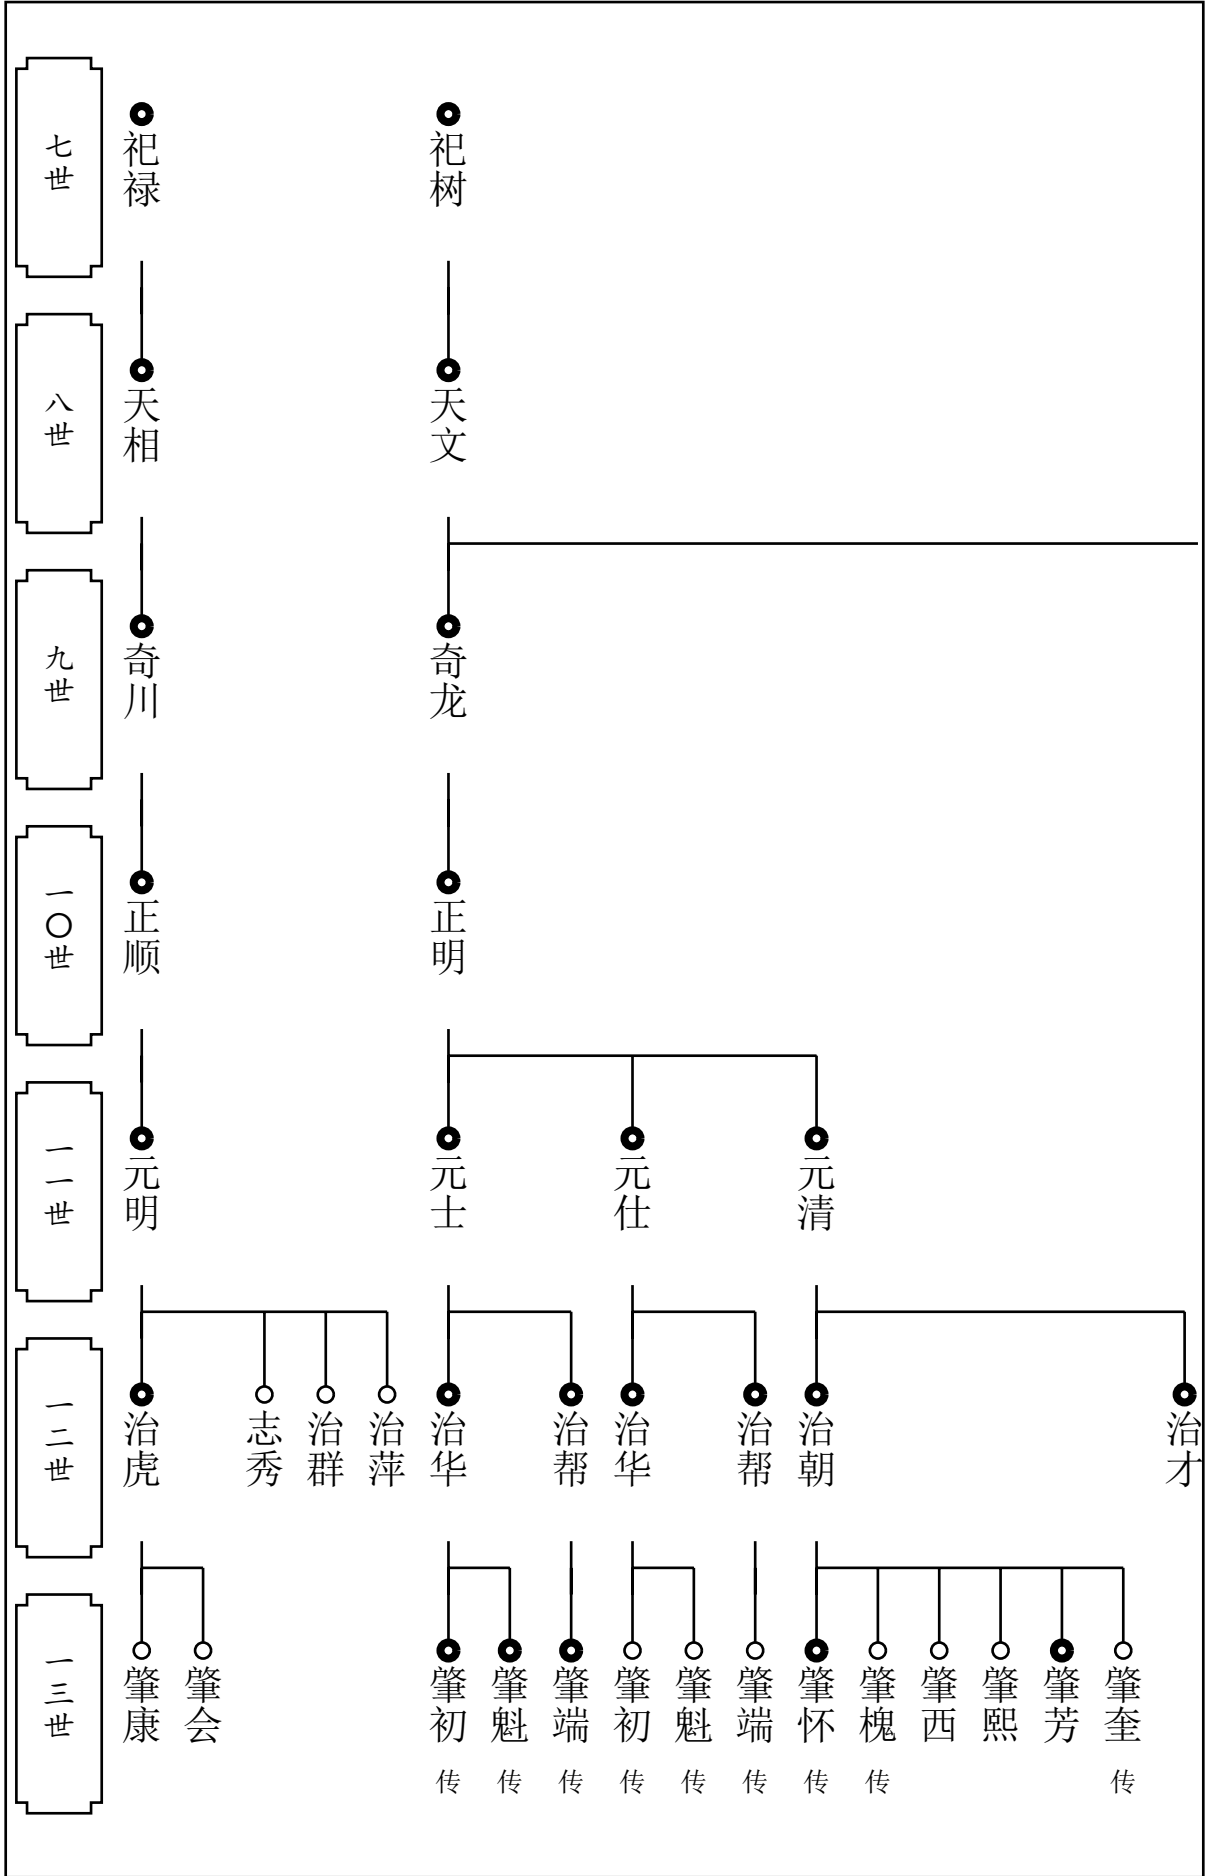 七世
祀禄
祀树
八世
天相
天文
九世
奇川
奇龙
一〇世
正顺
正明
一一世
元明
元士
元仕
元清
一二世
治虎
志秀
治群
治萍
治华
治帮
治华
治帮
治朝
治才
一三世
肇康
肇会
肇初 传
肇魁 传
肇端 传
肇初 传
肇魁 传
肇端 传
肇怀 传
肇槐 传
肇西
肇熙
肇芳
肇奎 传